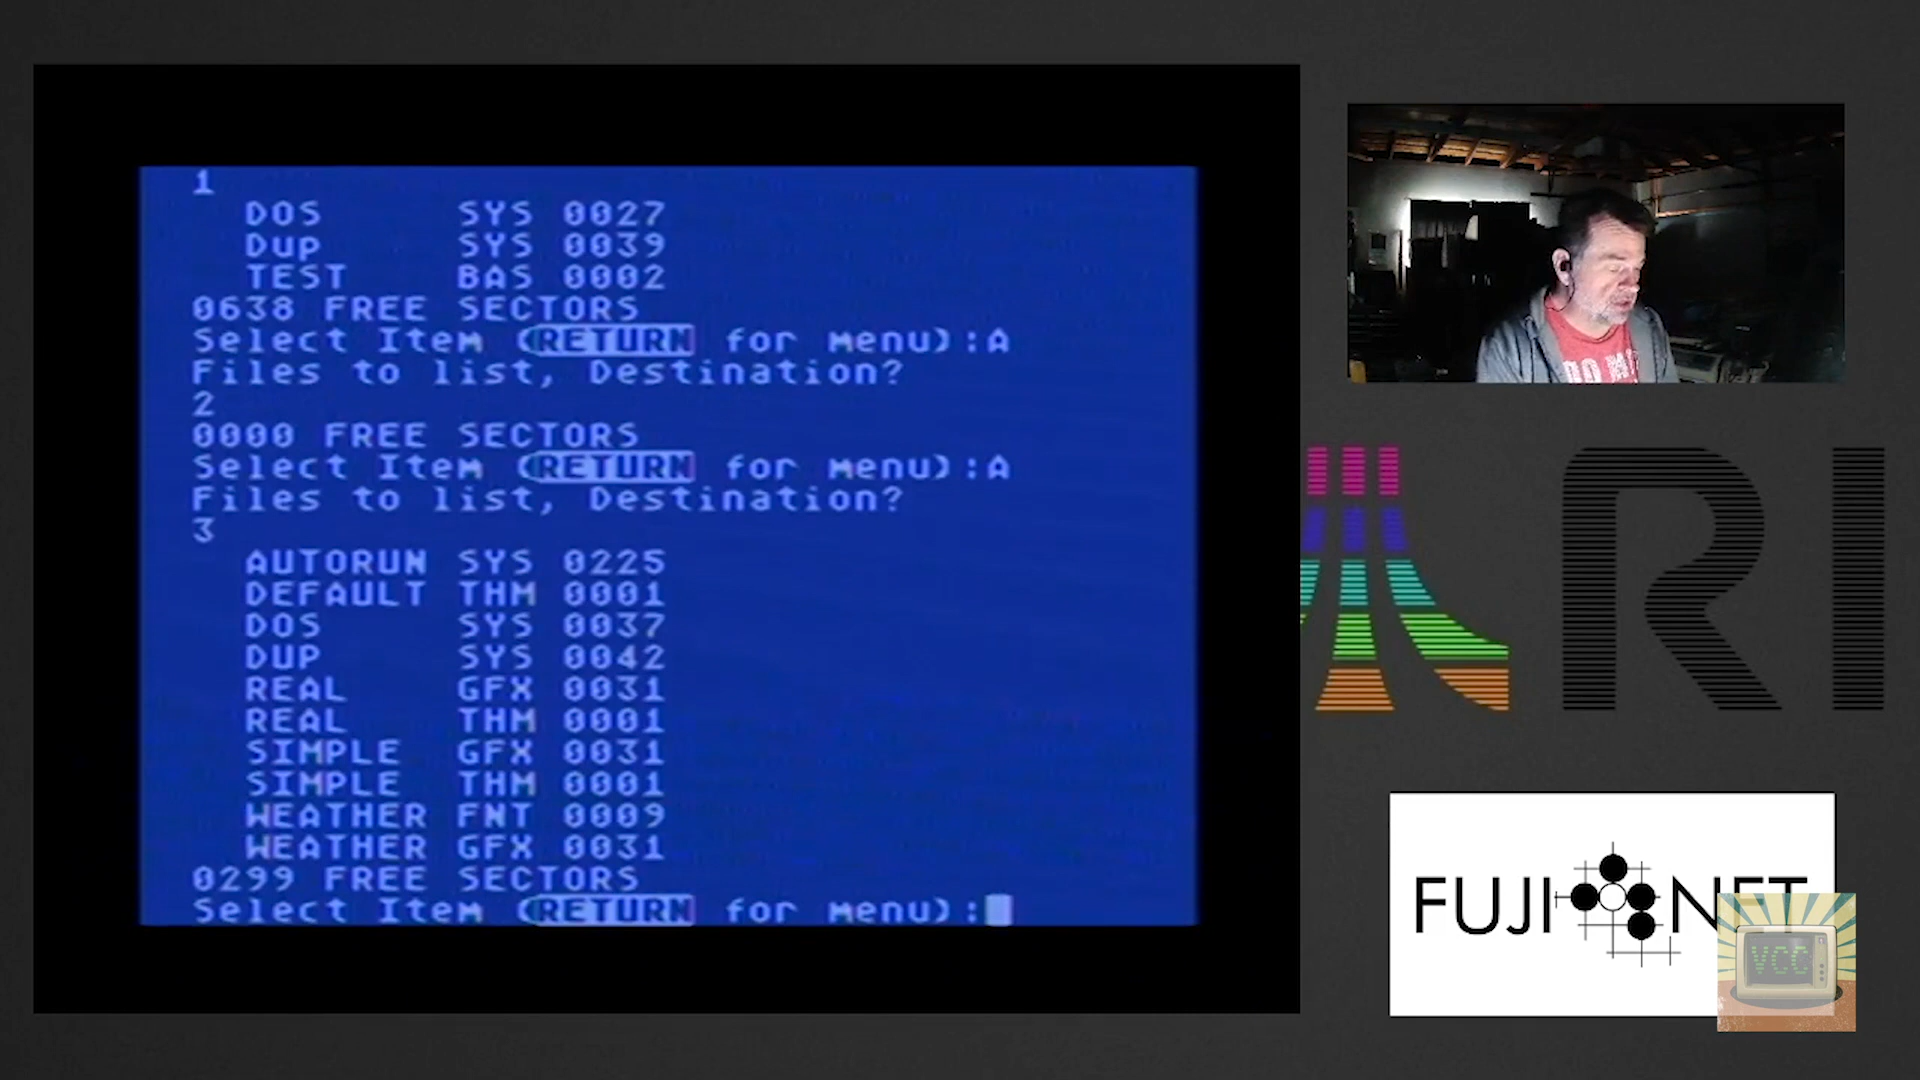 1
DOS SYS 0027
Dup SYS 0039
TEST BAS 0002
0638 FREE SECTORS
Select Item (RETURN for menu):A
Files to list, Destination?
2
0000 FREE SECTORS
Select Item (RETURN for menu):A
Files to list, Destination?
3
AUTORUN SYS 0225
DEFAULT THM 0001
DOS SYS 0037
DUP SYS 0042
REAL GFX 0031
REAL THM 0001
SIMPLE GFX 0031
SIMPLE THM 0001
WEATHER FNT 0009
WEATHER GFX 0031
0299 FREE SECTORS
Select Item (RETURN for menu):
RI
FUJI NET
VCC